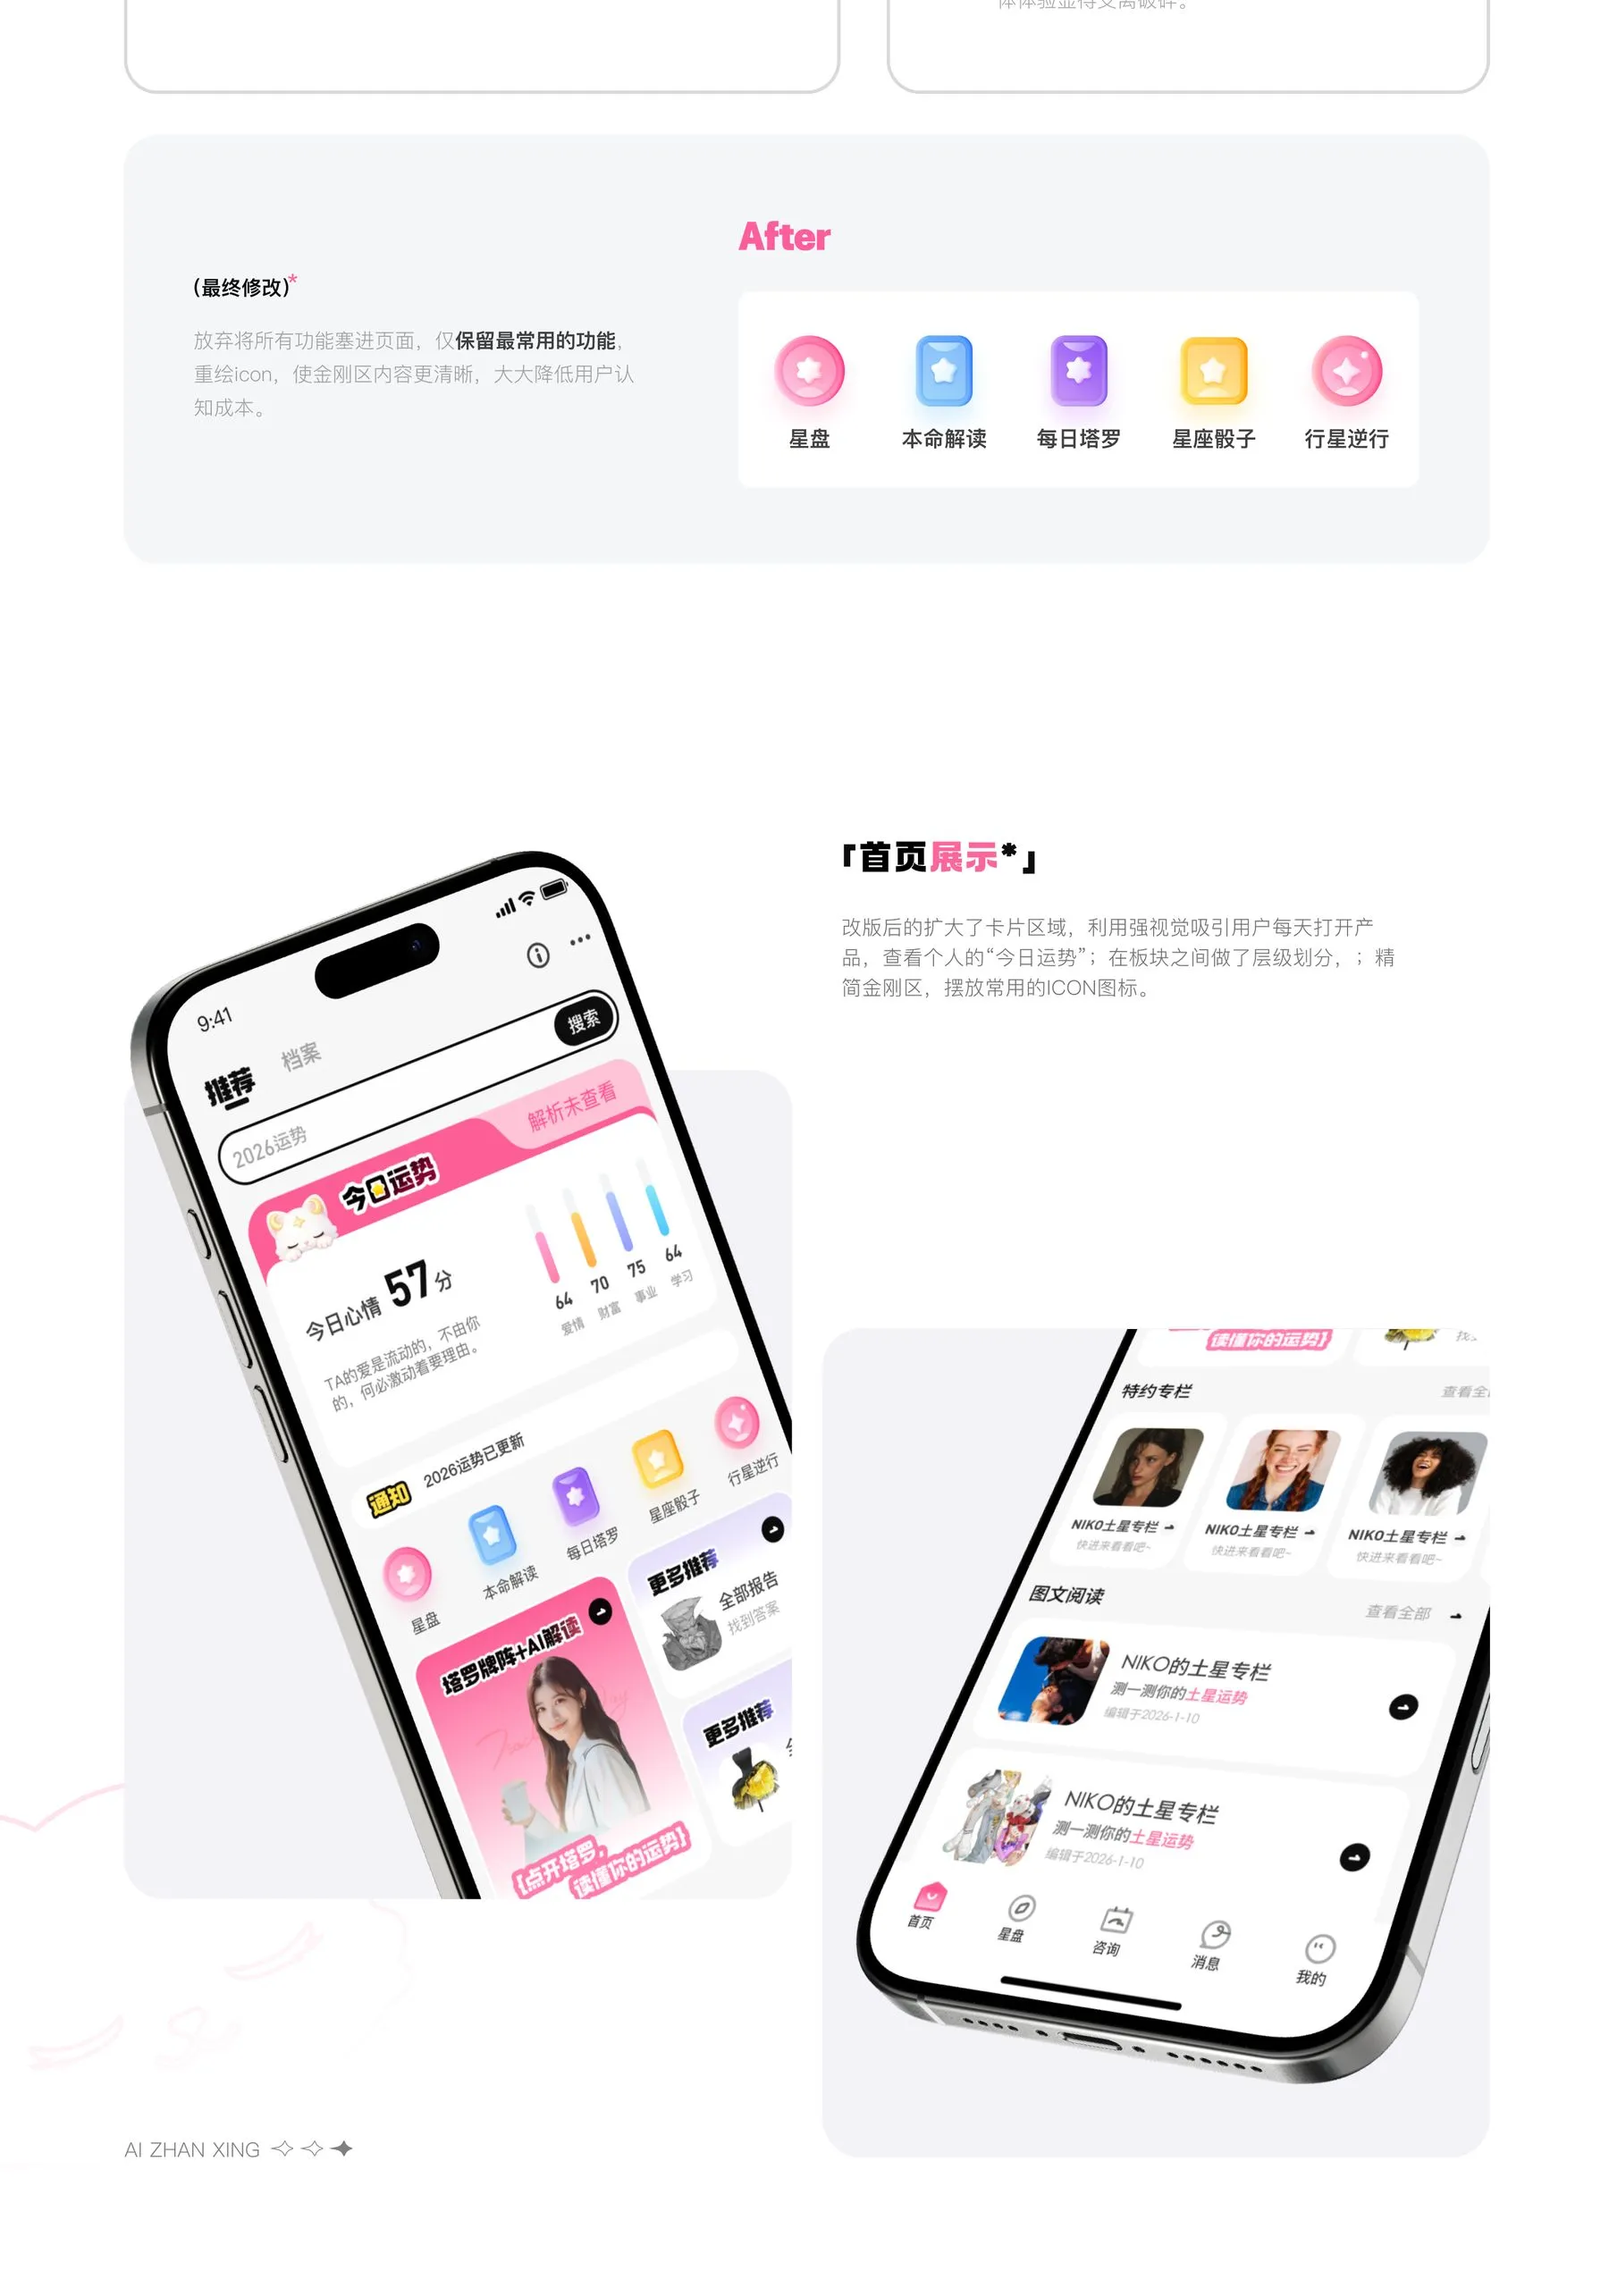 体体验显得支离破碎。
After
(最终修改)*
放弃将所有功能塞进页面，仅保留最常用的功能，
重绘icon，使金刚区内容更清晰，大大降低用户认
知成本。
星盘 本命解读 每日塔罗 星座骰子 行星逆行
「首页展示*」
改版后的扩大了卡片区域，利用强视觉吸引用户每天打开产
品，查看个人的“今日运势”；在板块之间做了层级划分，；精
简金刚区，摆放常用的ICON图标。
9:41
推荐 档案
2026运势 搜索
今日运势 解析未查看
今日心情 57分
TA的爱是流动的，不由你
的，何必激动着要理由。
64 70 75 64
爱情 财富 事业 学习
通知 2026运势已更新
星盘 本命解读 每日塔罗 星座骰子 行星逆行
塔罗牌阵+AI解读
{点开塔罗，
读懂你的运势}
更多推荐
全部报告
找到答案
更多推荐
读懂你的运势}
特约专栏 查看全
NIKO土星专栏 NIKO土星专栏 NIKO土星专栏
快进来看看吧~ 快进来看看吧~ 快进来看看吧~
图文阅读 查看全部
NIKO的土星专栏
测一测你的土星运势
编辑于2026-1-10
NIKO的土星专栏
测一测你的土星运势
编辑于2026-1-10
首页 星盘 咨询 消息 我的
AI ZHAN XING